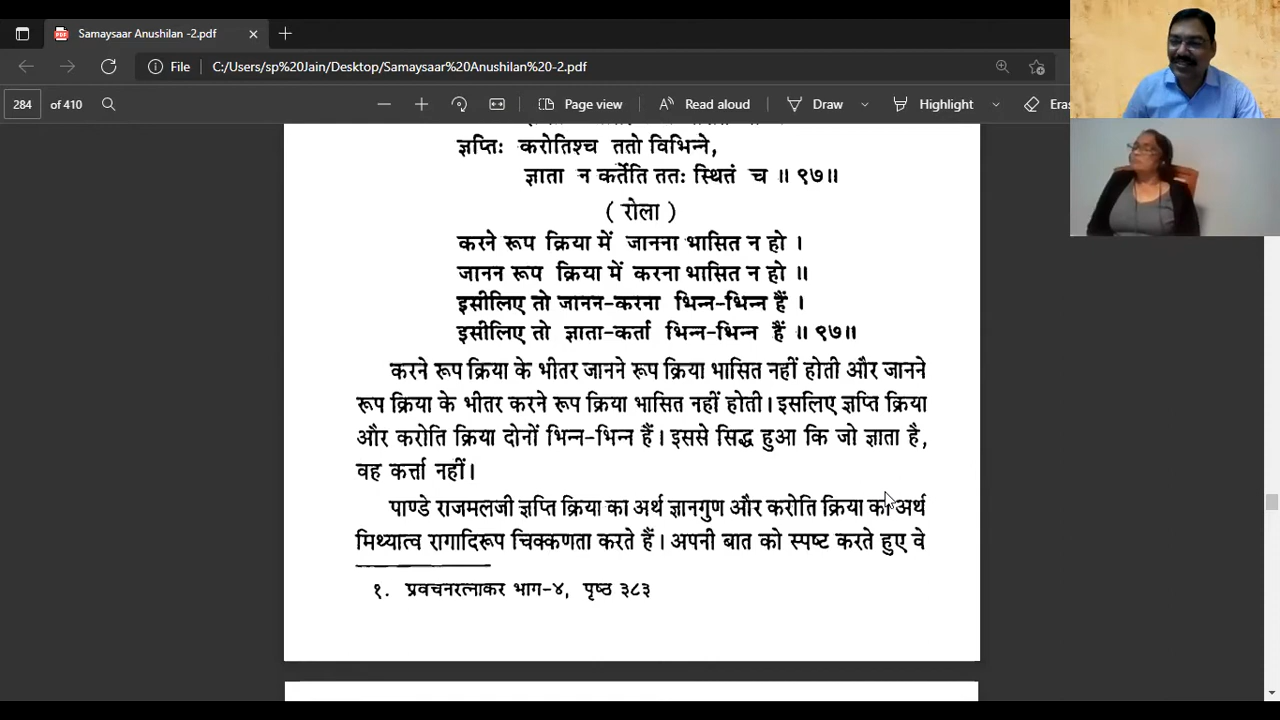 Samaysaar Anushilan -2.pdf
File C:/Users/sp%20Jain/Desktop/Samaysaar%20Anushilan%20-2.pdf
284 of 410 Page view Read aloud Draw Highlight
ज्ञप्तिः करोतिश्च ततो विभिन्ने,
ज्ञाता न कर्तेति ततः स्थितं च ॥ ९७॥
( रोला )
करने रूप क्रिया में जानना भासित न हो ।
जानन रूप क्रिया में करना भासित न हो ॥
इसीलिए तो जानन-करना भिन्न-भिन्न हैं ।
इसीलिए तो ज्ञाता-कर्ता भिन्न-भिन्न हैं ॥ ९७॥
करने रूप क्रिया के भीतर जानने रूप क्रिया भासित नहीं होती और जानने
रूप क्रिया के भीतर करने रूप क्रिया भासित नहीं होती। इसलिए ज्ञप्ति क्रिया
और करोति क्रिया दोनों भिन्न-भिन्न हैं। इससे सिद्ध हुआ कि जो ज्ञाता है,
वह कर्त्ता नहीं।
पाण्डे राजमलजी ज्ञप्ति क्रिया का अर्थ ज्ञानगुण और करोति क्रिया का अर्थ
मिथ्यात्व रागादिरूप चिक्कणता करते हैं। अपनी बात को स्पष्ट करते हुए वे
१. प्रवचनरत्नाकर भाग-४, पृष्ठ ३८३